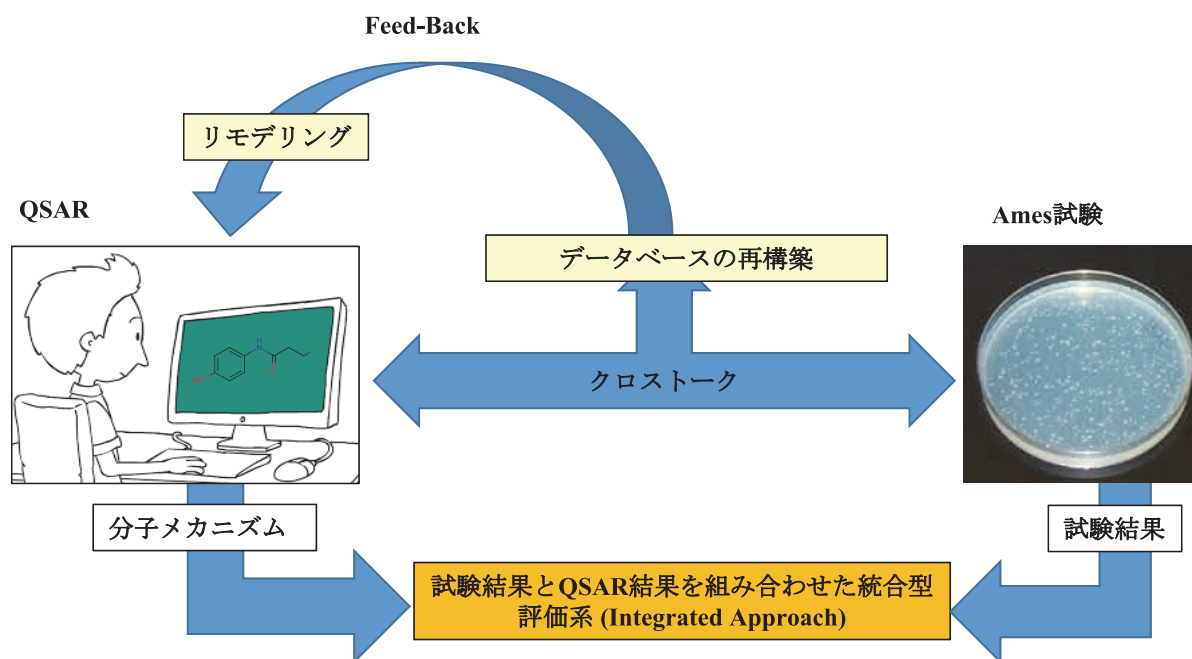 Feed-Back
リモデリング
QSAR
Ames試験
データベースの再構築
クロストーク
分子メカニズム
試験結果
試験結果とQSAR結果を組み合わせた統合型
評価系 (Integrated Approach)